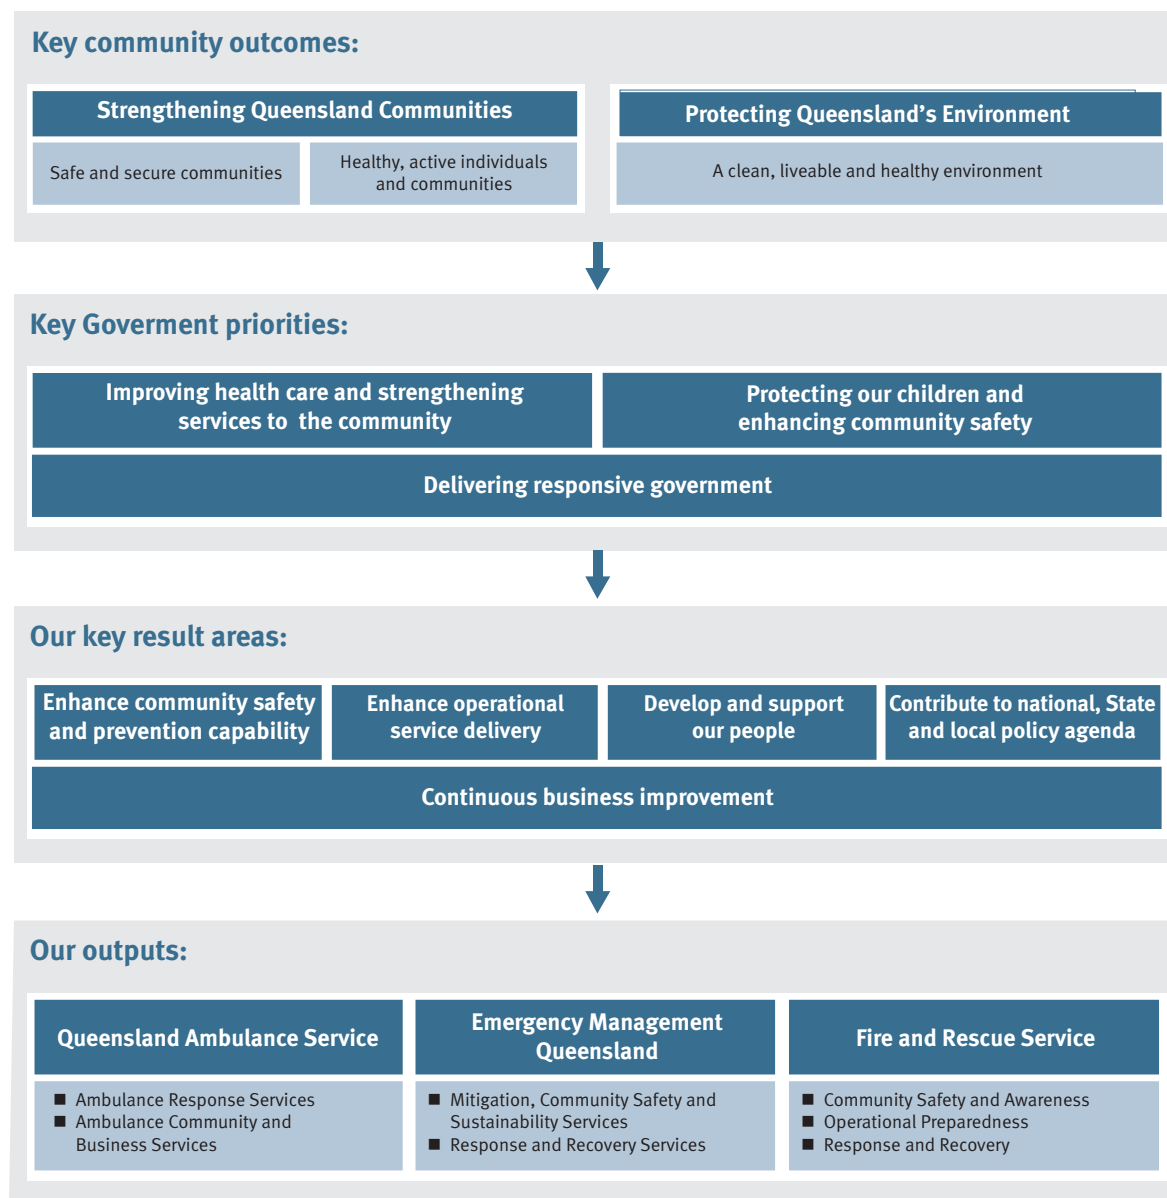 Key community outcomes:
Strengthening Queensland Communities
Safe and secure communities
Healthy, active individuals
and communities
Protecting Queensland's Environment
A clean, liveable and healthy environment
Key Goverment priorities:
Improving health care and strengthening
services to the community
Protecting our children and
enhancing community safety
Delivering responsive government
Our key result areas:
Enhance community safety
and prevention capability
Enhance operational
service delivery
Develop and support
our people
Contribute to national, State
and local policy agenda
Continuous business improvement
Our outputs:
Queensland Ambulance Service
■ Ambulance Response Services
■ Ambulance Community and
Business Services
Emergency Management
Queensland
■ Mitigation, Community Safety and
Sustainability Services
■ Response and Recovery Services
Fire and Rescue Service
■ Community Safety and Awareness
■ Operational Preparedness
■ Response and Recovery